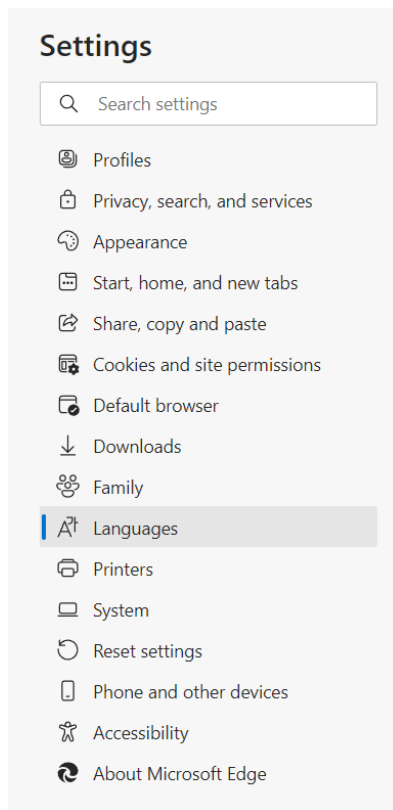 Settings
Search settings
Profiles
Privacy, search, and services
Appearance
Start, home, and new tabs
Share, copy and paste
Cookies and site permissions
Default browser
Downloads
Family
Languages
Printers
System
Reset settings
Phone and other devices
Accessibility
About Microsoft Edge